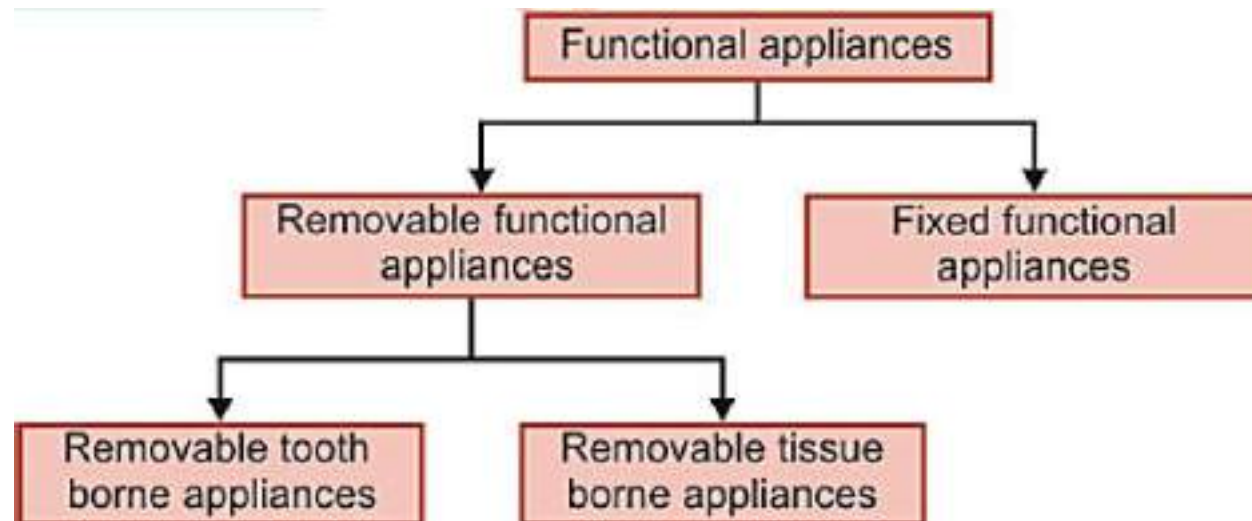 Functional appliances
Removable functional
appliances
Fixed functional
appliances
Removable tooth
borne appliances
Removable tissue
borne appliances